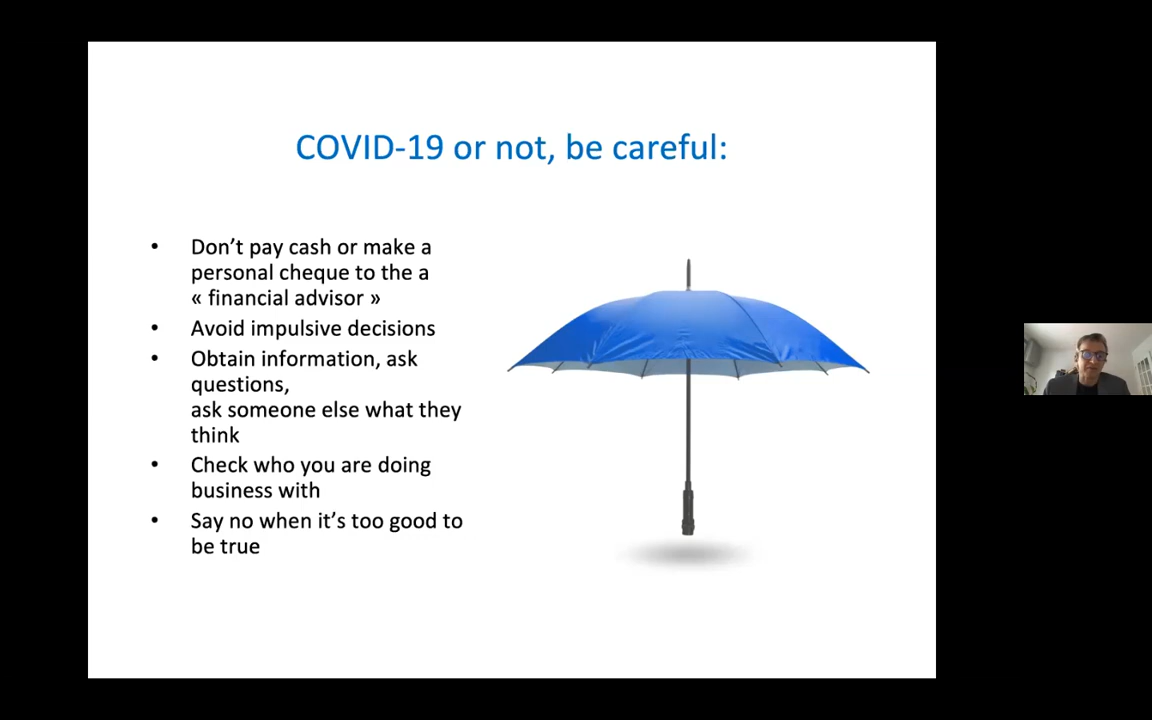 COVID-19 or not, be careful:
• Don’t pay cash or make a
personal cheque to the a
« financial advisor »
• Avoid impulsive decisions
• Obtain information, ask
questions,
ask someone else what they
think
• Check who you are doing
business with
• Say no when it’s too good to
be true